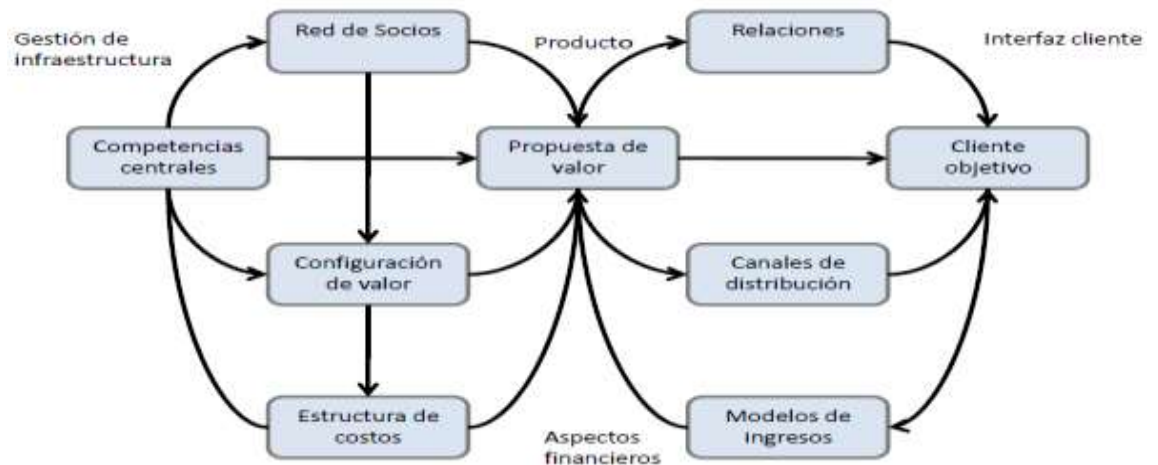 Gestión de
infraestructura
Red de Socios
Producto
Relaciones
Interfaz cliente
Competencias
centrales
Propuesta de
valor
Cliente
objetivo
Configuración
de valor
Canales de
distribución
Estructura de
costos
Aspectos
financieros
Modelos de
ingresos